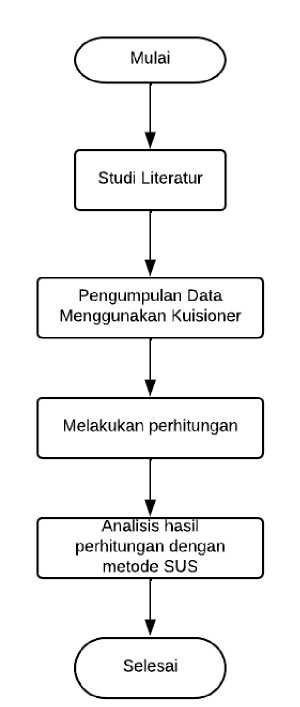 Mulai
Studi Literatur
Pengumpulan Data
Menggunakan Kuisioner
Melakukan perhitungan
Analisis hasil
perhitungan dengan
metode SUS
Selesai